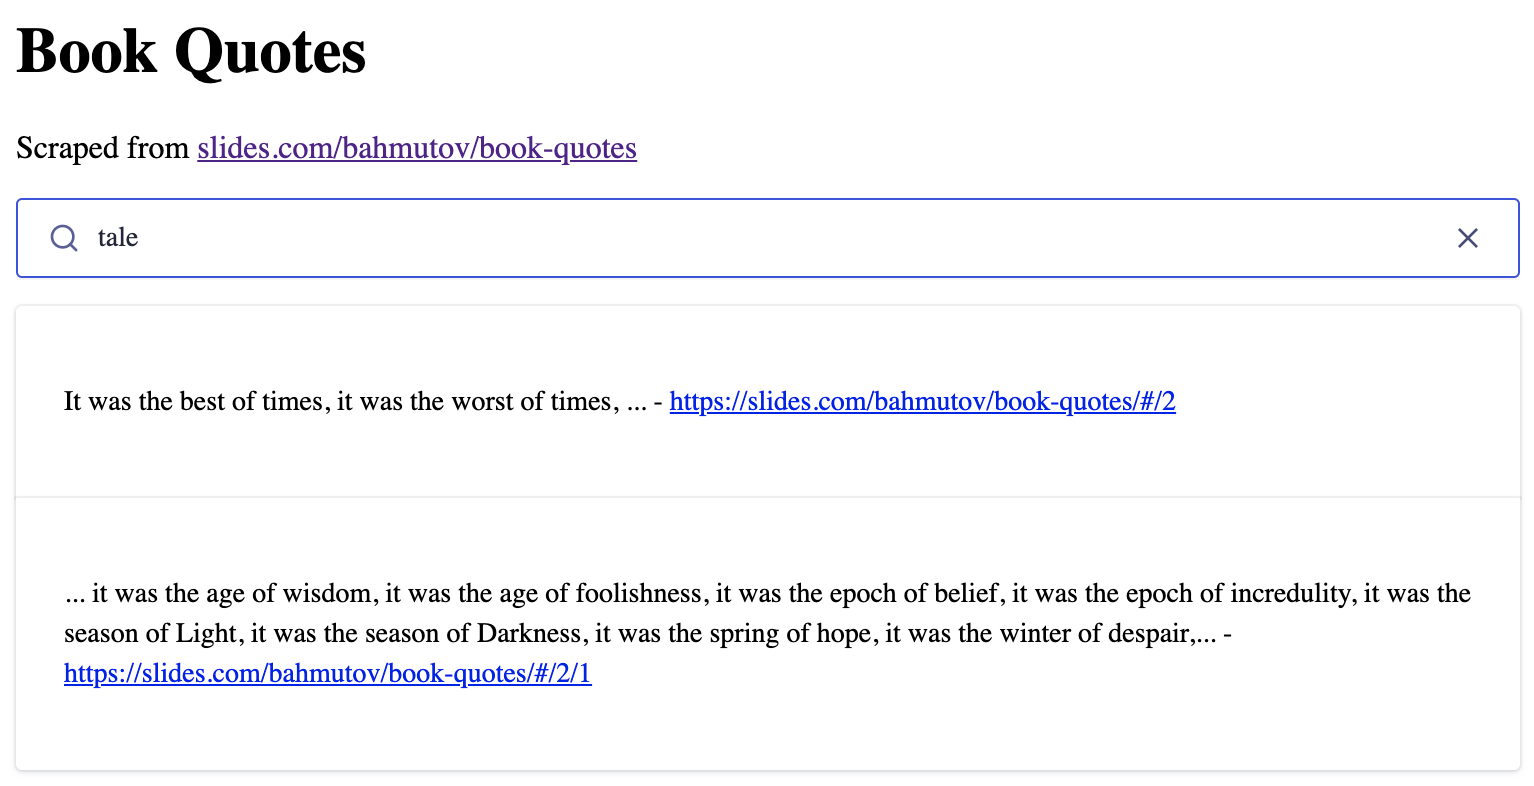 Book Quotes
Scraped from slides.com/bahmutov/book-quotes
tale
It was the best of times, it was the worst of times, ... - https://slides.com/bahmutov/book-quotes/#/2
... it was the age of wisdom, it was the age of foolishness, it was the epoch of belief, it was the epoch of incredulity, it was the
season of Light, it was the season of Darkness, it was the spring of hope, it was the winter of despair,... -
https://slides.com/bahmutov/book-quotes/#/2/1